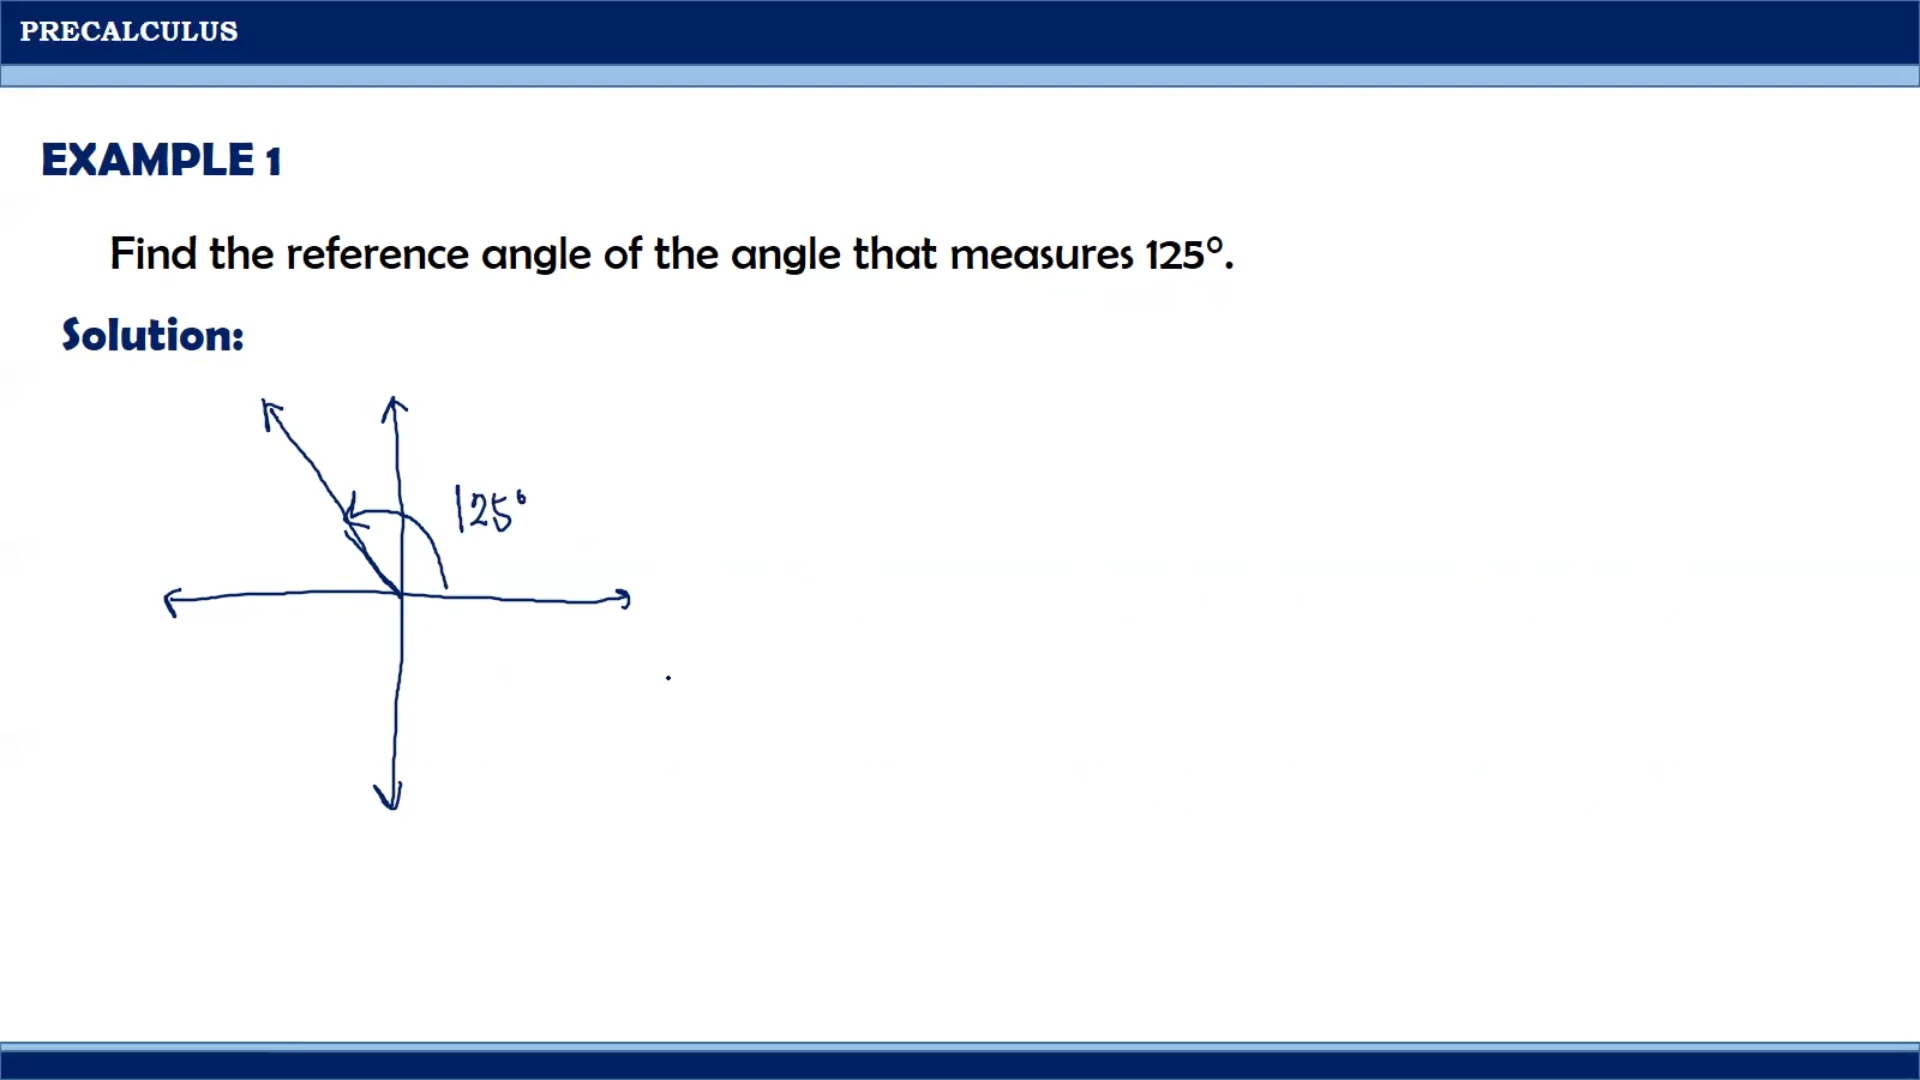 PRECALCULUS
EXAMPLE 1
Find the reference angle of the angle that measures 125°.
Solution:
125°